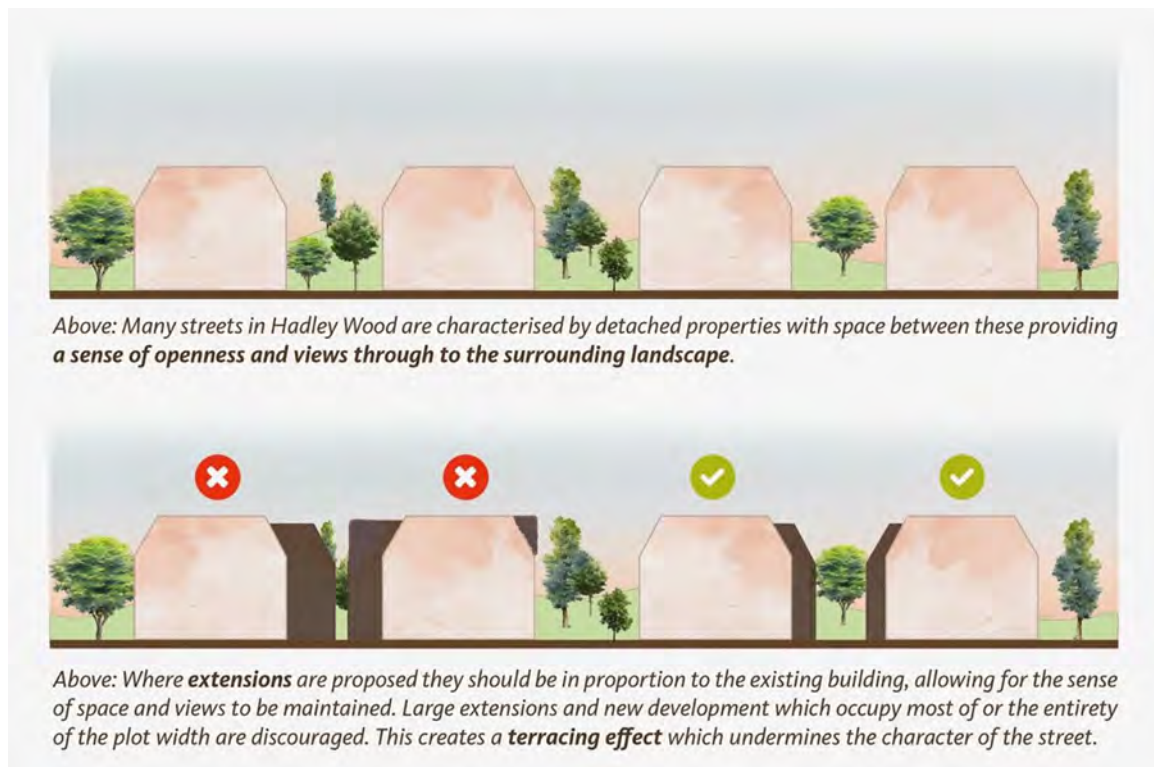 Above: Many streets in Hadley Wood are characterised by detached properties with space between these providing
a sense of openness and views through to the surrounding landscape.
Above: Where extensions are proposed they should be in proportion to the existing building, allowing for the sense
of space and views to be maintained. Large extensions and new development which occupy most of or the entirety
of the plot width are discouraged. This creates a terracing effect which undermines the character of the street.